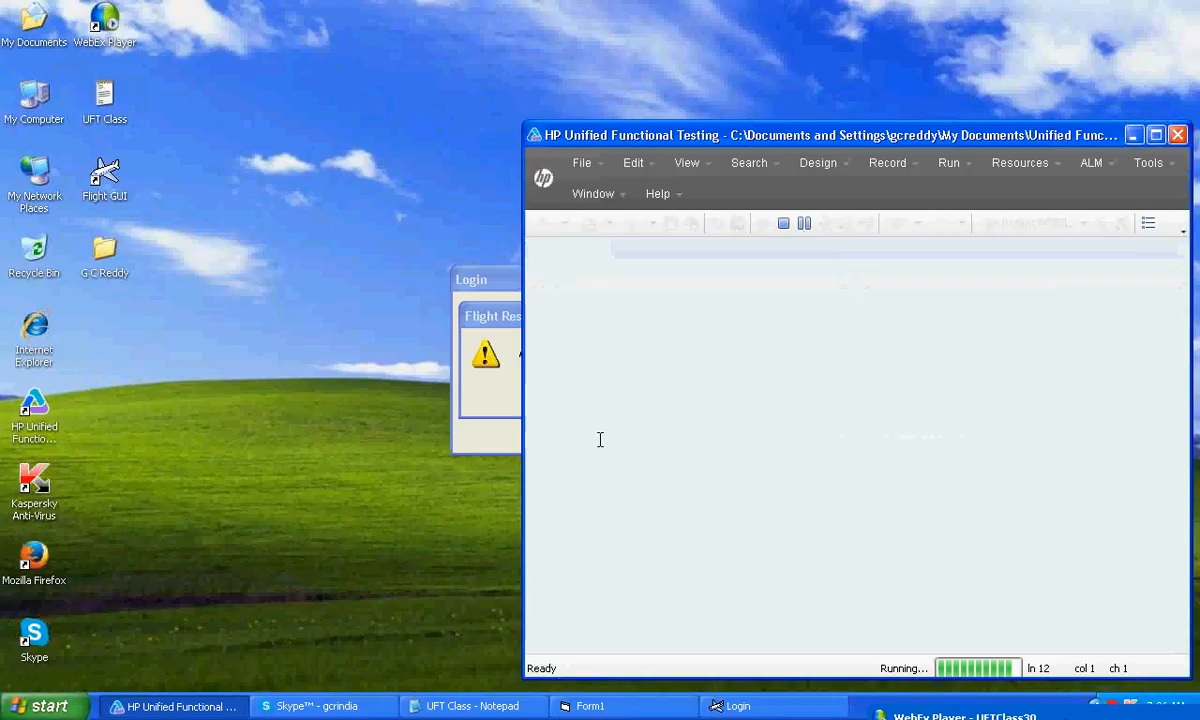 My Documents
WebEx Player
My Computer
UFT Class
My Network
Places
Flight GUI
Recycle Bin
G C Reddy
Internet
Explorer
HP Unified
Functio...
Kaspersky
Anti-Virus
Mozilla Firefox
Skype
Login
Flight Res
HP Unified Functional Testing - C:\Documents and Settings\gcreddy\My Documents\Unified Func...
File Edit View Search Design Record Run Resources ALM Tools
hp
Window Help
Ready
Running...
ln 12 col 1 ch 1
start
HP Unified Functional ...
Skype™ - gcrindia
UFT Class - Notepad
Form1
Login
WebEx Player - UFTClass30